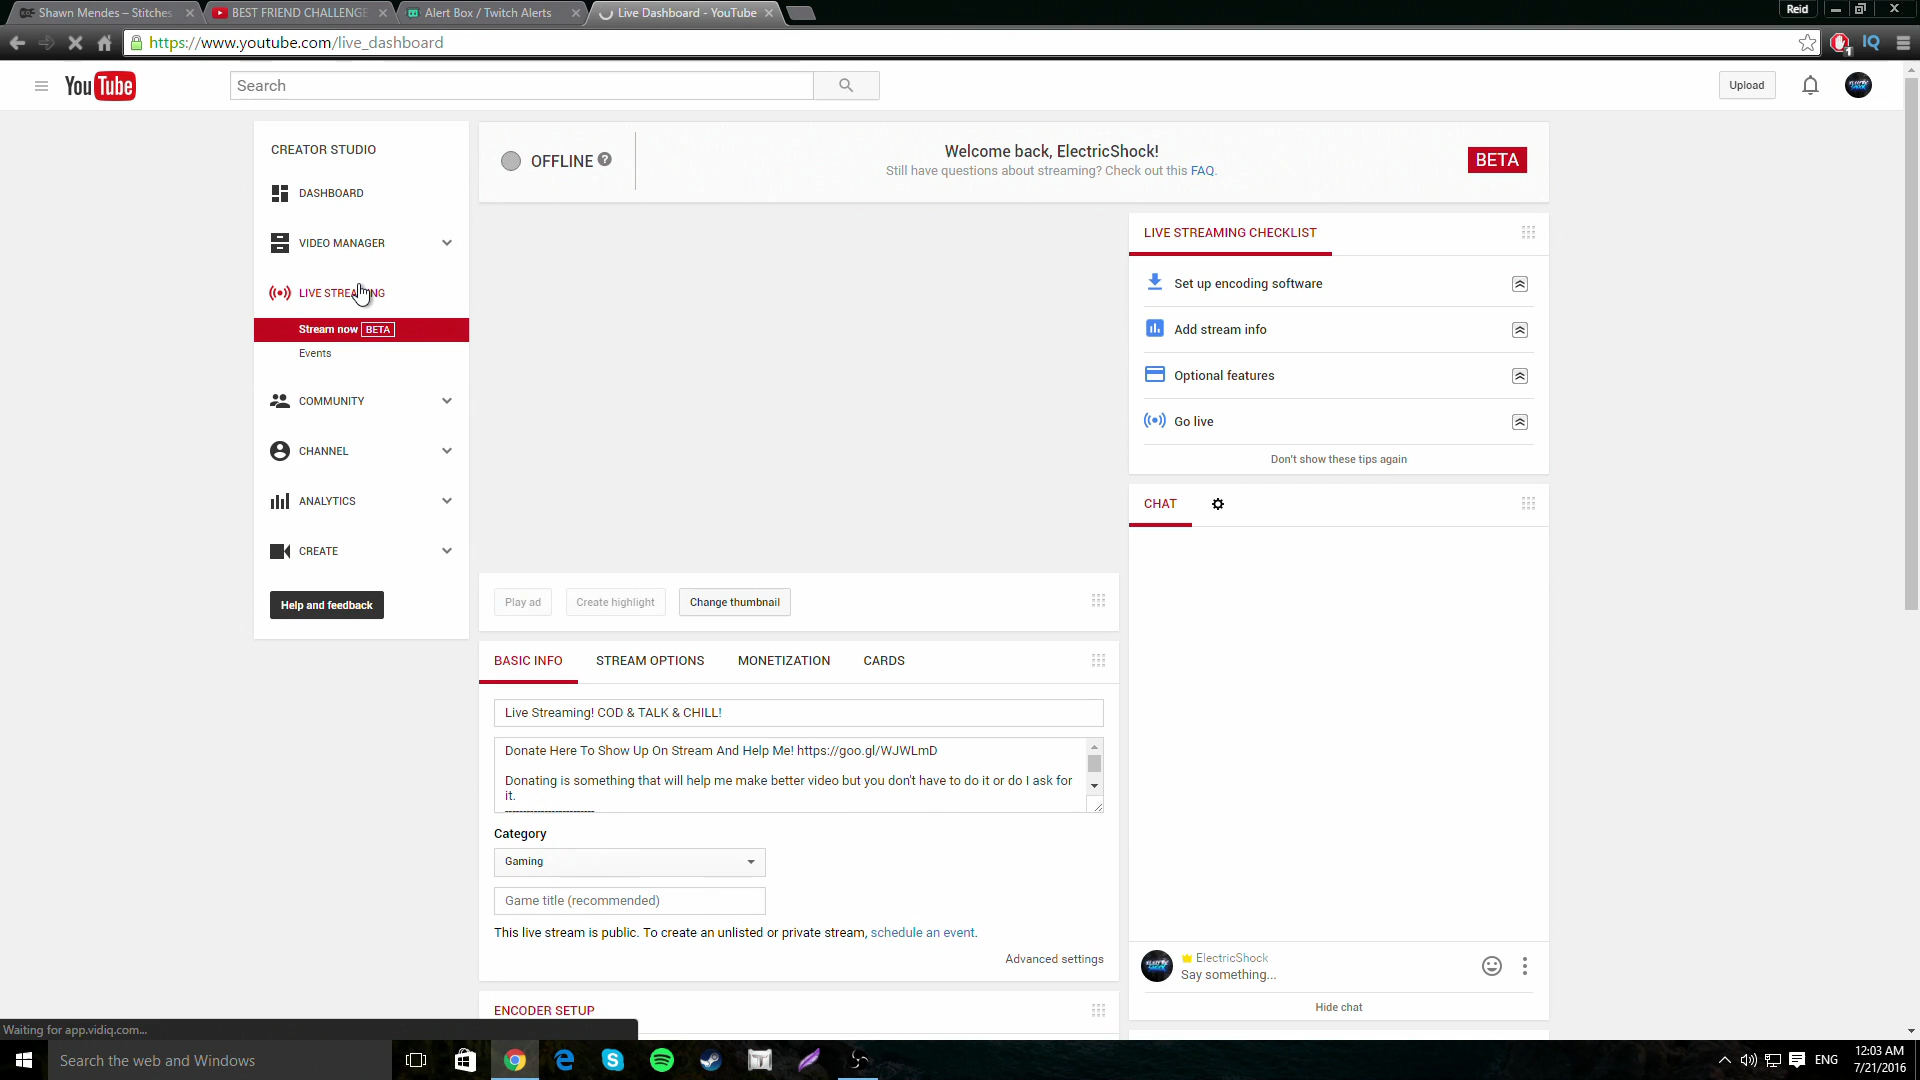 Shawn Mendes – Stitches
BEST FRIEND CHALLENGE
Alert Box / Twitch Alerts
Live Dashboard - YouTube
Reid
https://www.youtube.com/live_dashboard
1
IQ
YouTube
Search
Upload
CREATOR STUDIO
DASHBOARD
VIDEO MANAGER
LIVE STREAMING
Stream now BETA
Events
COMMUNITY
CHANNEL
ANALYTICS
CREATE
Help and feedback
OFFLINE ?
Welcome back, ElectricShock!
Still have questions about streaming? Check out this FAQ.
BETA
LIVE STREAMING CHECKLIST
Set up encoding software
Add stream info
Optional features
Go live
Don't show these tips again
CHAT
Play ad
Create highlight
Change thumbnail
BASIC INFO
STREAM OPTIONS
MONETIZATION
CARDS
Live Streaming! COD & TALK & CHILL!
Donate Here To Show Up On Stream And Help Me! https://goo.gl/WJWLmD
Donating is something that will help me make better video but you don't have to do it or do I ask for
it.
Category
Gaming
Game title (recommended)
This live stream is public. To create an unlisted or private stream, schedule an event.
Advanced settings
ENCODER SETUP
ElectricShock
Say something...
Hide chat
Waiting for app.vidiq.com...
Search the web and Windows
ENG
12:03 AM
7/21/2016